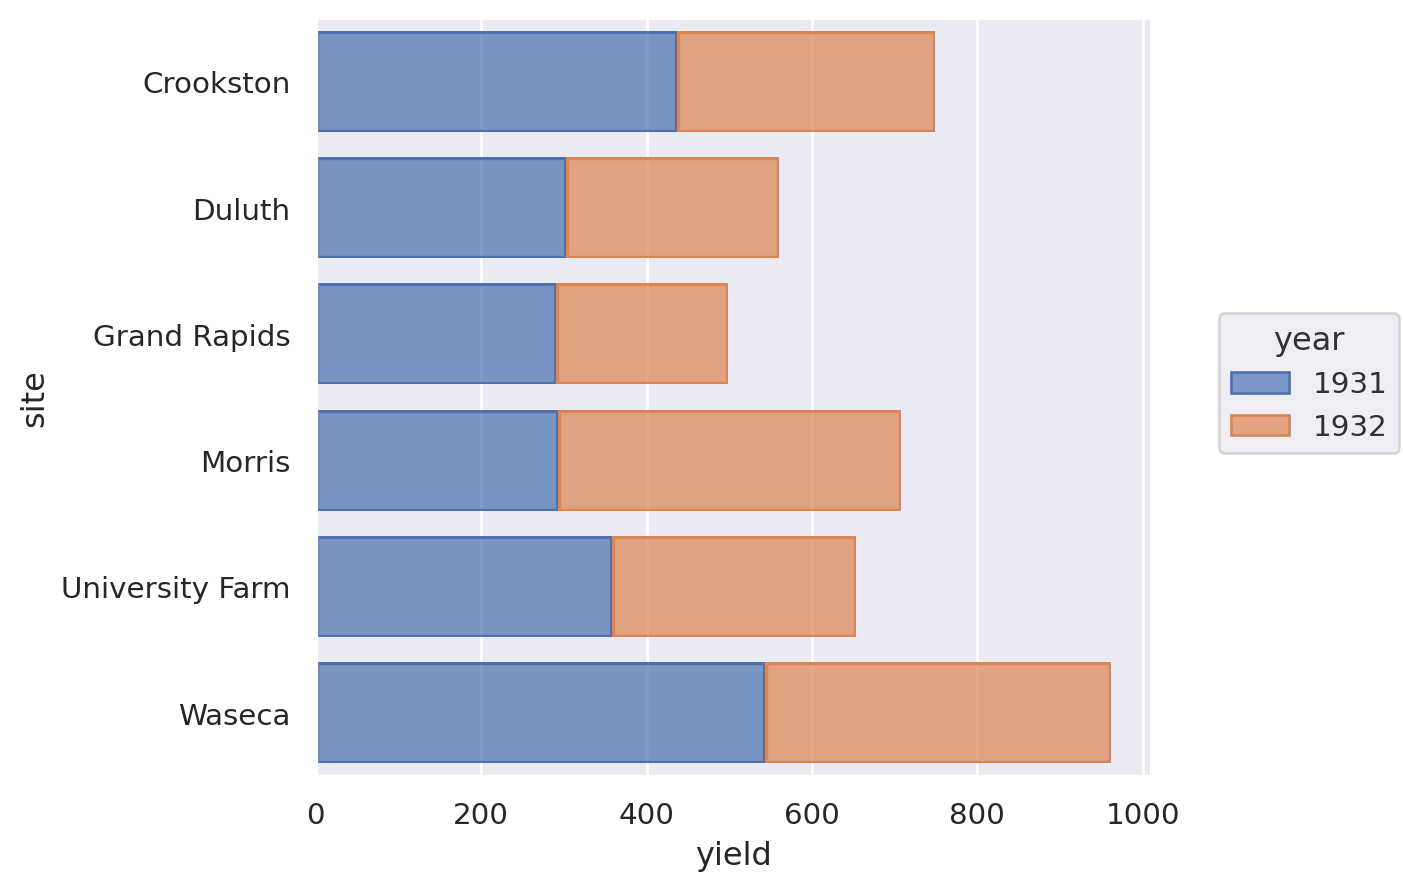 Crookston
Duluth
Grand Rapids
Morris
University Farm
Waseca
site
0 200 400 600 800 1000
yield
year
1931
1932